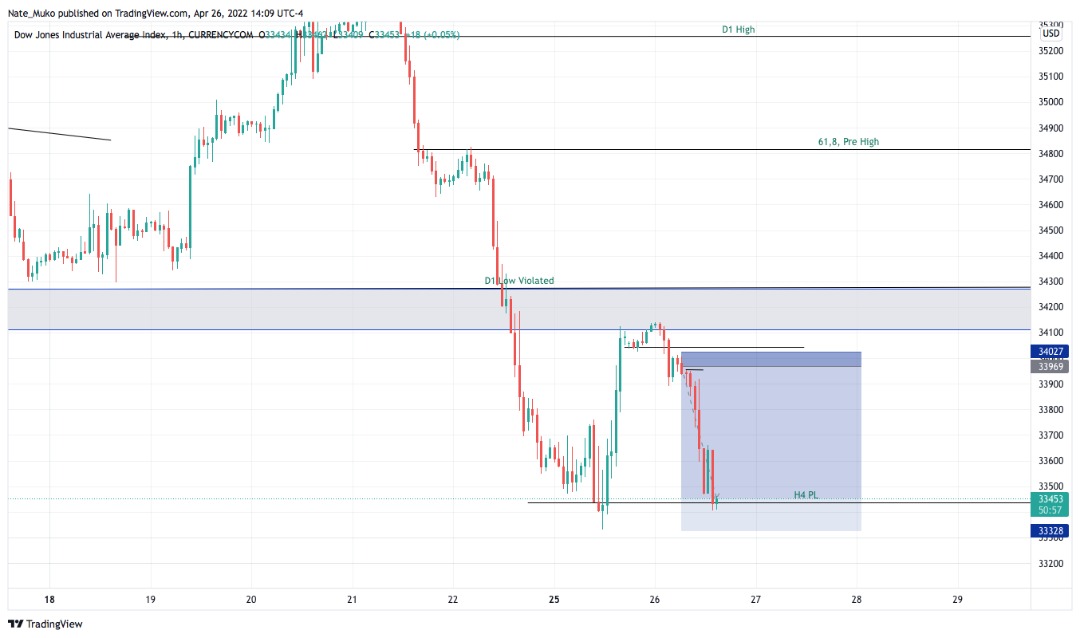 Nate_Muko published on TradingView.com, Apr 26, 2022 14:09 UTC-4
Dow Jones Industrial Average Index, 1h, CURRENCYCOM O33434 L33409 C33453 +18 (+0.05%)
USD
D1 High
35200
35100
35000
34900
61,8, Pre High
34800
34700
34600
34500
34400
34300
D1 Low Violated
34200
34100
34027
33969
33900
33800
33700
33600
33500
H4 PL
33453
50:57
33328
33200
18 19 20 21 22 25 26 27 28 29
TradingView